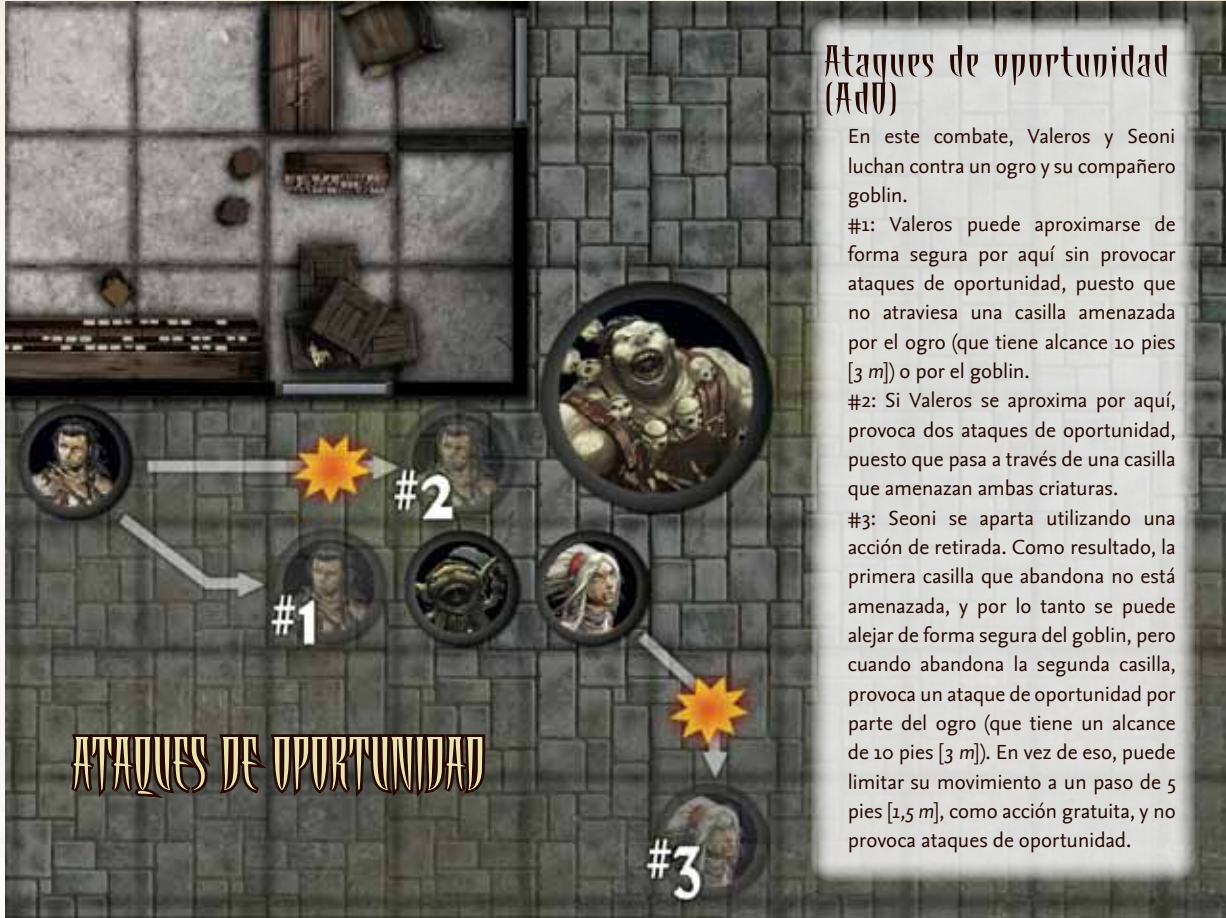 Ataques de oportunidad
(AdO)
En este combate, Valeros y Seoni
luchan contra un ogro y su compañero
goblin.
#1: Valeros puede aproximarse de
forma segura por aquí sin provocar
ataques de oportunidad, puesto que
no atraviesa una casilla amenazada
por el ogro (que tiene alcance 10 pies
[3 m]) o por el goblin.
#2: Si Valeros se aproxima por aquí,
provoca dos ataques de oportunidad,
puesto que pasa a través de una casilla
que amenazan ambas criaturas.
#3: Seoni se aparta utilizando una
acción de retirada. Como resultado, la
primera casilla que abandona no está
amenazada, y por lo tanto se puede
alejar de forma segura del goblin, pero
cuando abandona la segunda casilla,
provoca un ataque de oportunidad por
parte del ogro (que tiene un alcance
de 10 pies [3 m]). En vez de eso, puede
limitar su movimiento a un paso de 5
pies [1,5 m], como acción gratuita, y no
provoca ataques de oportunidad.
#2
#1
ATAQUES DE OPORTUNIDAD
#3